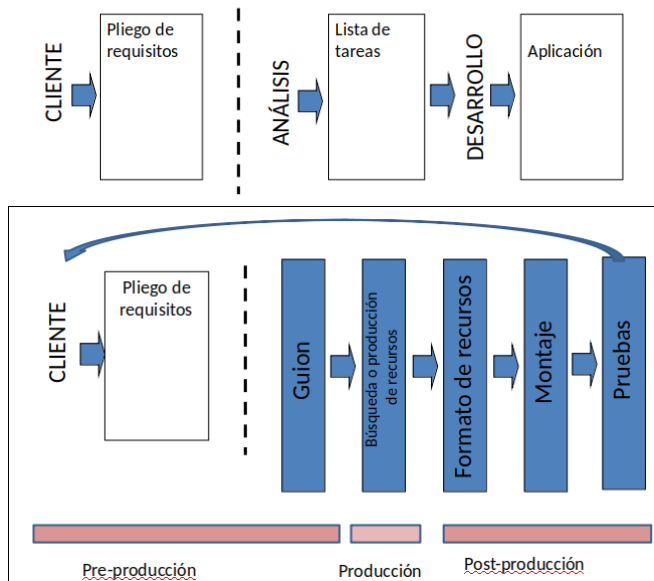 CLIENTE
Pliego de
requisitos
ANÁLISIS
Lista de
tareas
DESARROLLO
Aplicación
CLIENTE
Pliego de
requisitos
Guion
Búsqueda o producción
de recursos
Formato de recursos
Montaje
Pruebas
Pre-producción
Producción
Post-producción